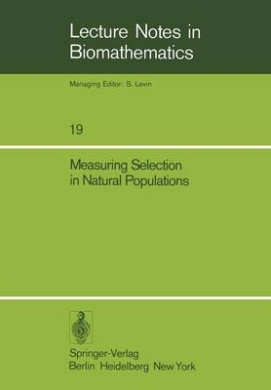 Lecture Notes in
Biomathematics
Managing Editor: S. Levin
19
Measuring Selection
in Natural Populations
Springer-Verlag
Berlin Heidelberg New York